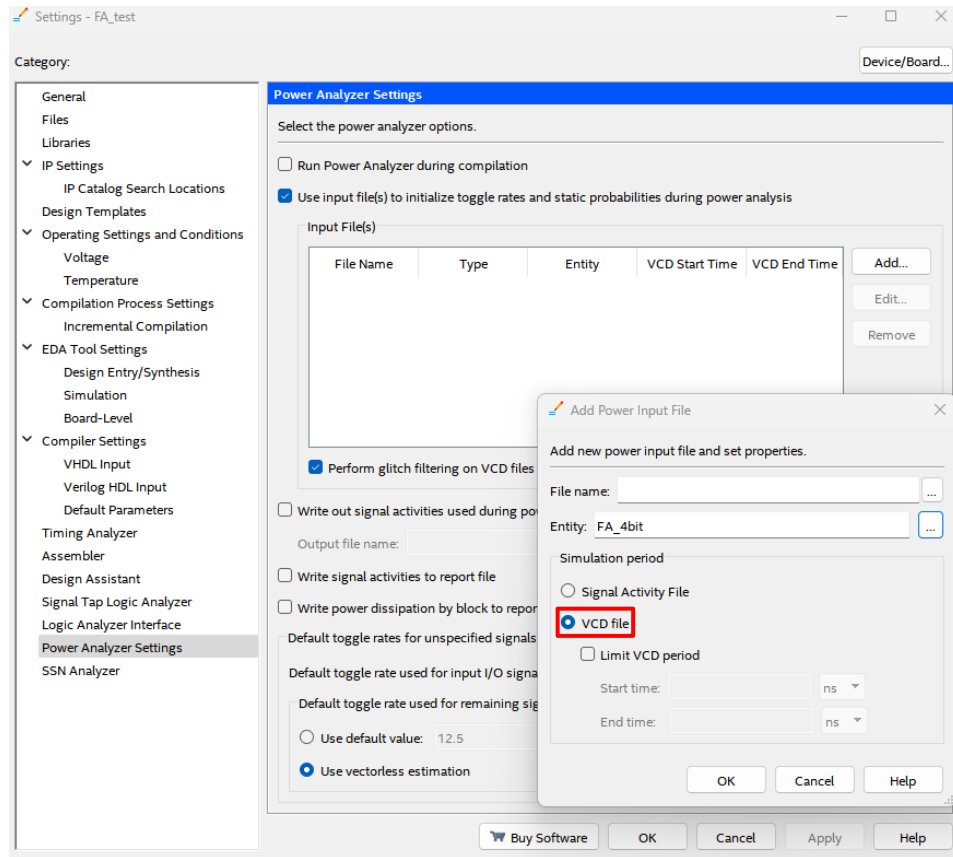 Settings - FA_test
Category:
Device/Board...
General
Files
Libraries
IP Settings
IP Catalog Search Locations
Design Templates
Operating Settings and Conditions
Voltage
Temperature
Compilation Process Settings
Incremental Compilation
EDA Tool Settings
Design Entry/Synthesis
Simulation
Board-Level
Compiler Settings
VHDL Input
Verilog HDL Input
Default Parameters
Timing Analyzer
Assembler
Design Assistant
Signal Tap Logic Analyzer
Logic Analyzer Interface
Power Analyzer Settings
SSN Analyzer
Power Analyzer Settings
Select the power analyzer options.
Run Power Analyzer during compilation
Use input file(s) to initialize toggle rates and static probabilities during power analysis
Input File(s)
File Name Type Entity VCD Start Time VCD End Time
Add...
Edit...
Remove
Perform glitch filtering on VCD files
Write out signal activities used during po
Output file name:
Write signal activities to report file
Write power dissipation by block to repor
Default toggle rates for unspecified signals
Default toggle rate used for input I/O signa
Default toggle rate used for remaining sig
Use default value: 12.5
Use vectorless estimation
Add Power Input File
Add new power input file and set properties.
File name: ...
Entity: FA_4bit ...
Simulation period
Signal Activity File
VCD file
Limit VCD period
Start time: ns
End time: ns
OK Cancel Help
Buy Software OK Cancel Apply Help